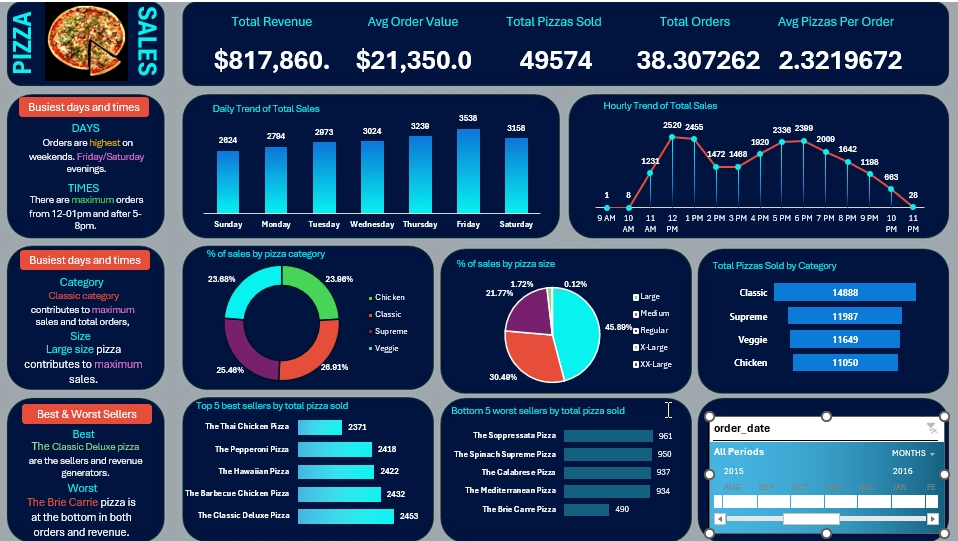 PIZZA
SALES
Total Revenue
Avg Order Value
Total Pizzas Sold
Total Orders
Avg Pizzas Per Order
$817,860.
$21,350.0
49574
38.307262
2.3219672
Busiest days and times
DAYS
Orders are highest on
weekends. Friday/Saturday
evenings.
TIMES
There are maximum orders
from 12-01pm and after 5-
8pm.
Daily Trend of Total Sales
2624
2794
2973
3024
3239
3538
3158
Sunday
Monday
Tuesday
Wednesday
Thursday
Friday
Saturday
Hourly Trend of Total Sales
1
8
1231
2520
2455
1472
1468
1920
2336
2399
2009
1642
1198
663
28
9 AM
10 AM
11 AM
12 PM
1 PM
2 PM
3 PM
4 PM
5 PM
6 PM
7 PM
8 PM
9 PM
10 PM
11 PM
Busiest days and times
Category
Classic category
contributes to maximum
sales and total orders,
Size
Large size pizza
contributes to maximum
sales.
% of sales by pizza category
23.68%
23.96%
25.46%
26.91%
Chicken
Classic
Supreme
Veggie
% of sales by pizza size
1.72%
0.12%
21.77%
45.89%
30.49%
Large
Medium
Regular
X-Large
XX-Large
Total Pizzas Sold by Category
Classic 14888
Supreme 11987
Veggie 11649
Chicken 11050
Best & Worst Sellers
Best
The Classic Deluxe pizza
are the sellers and revenue
generators.
Worst
The Brie Carre pizza is
at the bottom in both
orders and revenue.
Top 5 best sellers by total pizza sold
The Thai Chicken Pizza 2371
The Pepperoni Pizza 2418
The Hawaiian Pizza 2422
The Barbecue Chicken Pizza 2432
The Classic Deluxe Pizza 2453
Bottom 5 worst sellers by total pizza sold
The Soppressata Pizza 961
The Spinach Supreme Pizza 950
The Calabrese Pizza 937
The Mediterranean Pizza 934
The Brie Carre Pizza 490
order_date
All Periods
MONTHS
2015
2016
AUG SEP OCT NOV DEC JAN FE